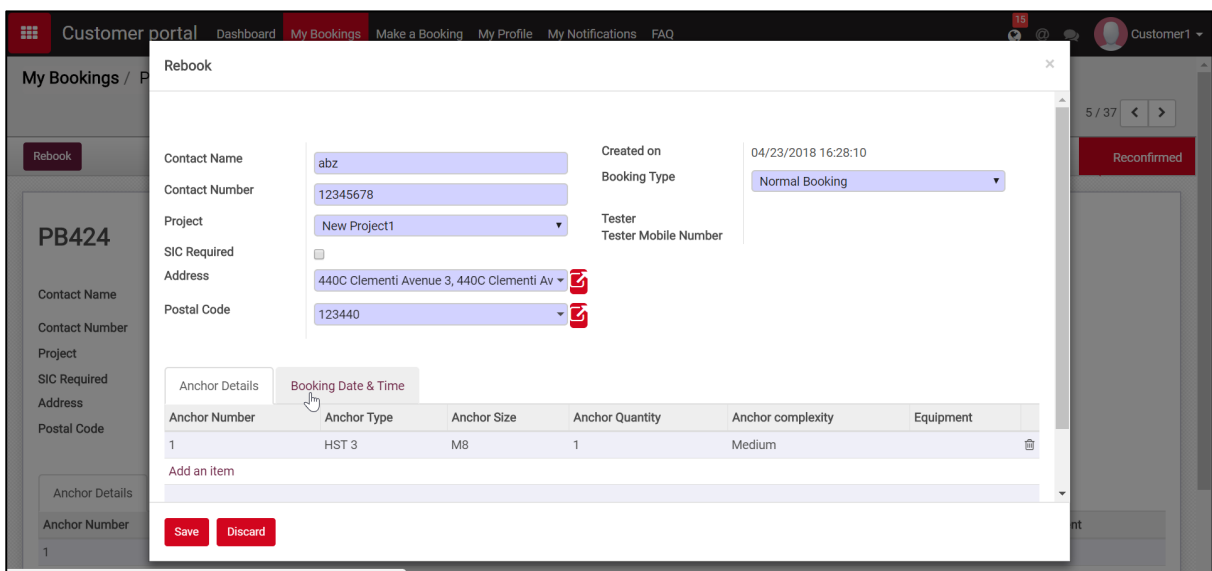 Customer portal Dashboard My Bookings Make a Booking My Profile My Notifications FAQ 15 @ Customer1
My Bookings / P
Rebook ×
5 / 37
Rebook
Reconfirmed
Contact Name abz Created on 04/23/2018 16:28:10
Contact Number 12345678 Booking Type Normal Booking
Project New Project1 Tester
SIC Required Tester Mobile Number
Address 440C Clementi Avenue 3, 440C Clementi Av
Postal Code 123440
PB424
Contact Name
Contact Number
Project
SIC Required
Address
Postal Code
Anchor Details Booking Date & Time
Anchor Number Anchor Type Anchor Size Anchor Quantity Anchor complexity Equipment
1 HST 3 M8 1 Medium
Add an item
Anchor Details
Anchor Number nt
1
Save Discard